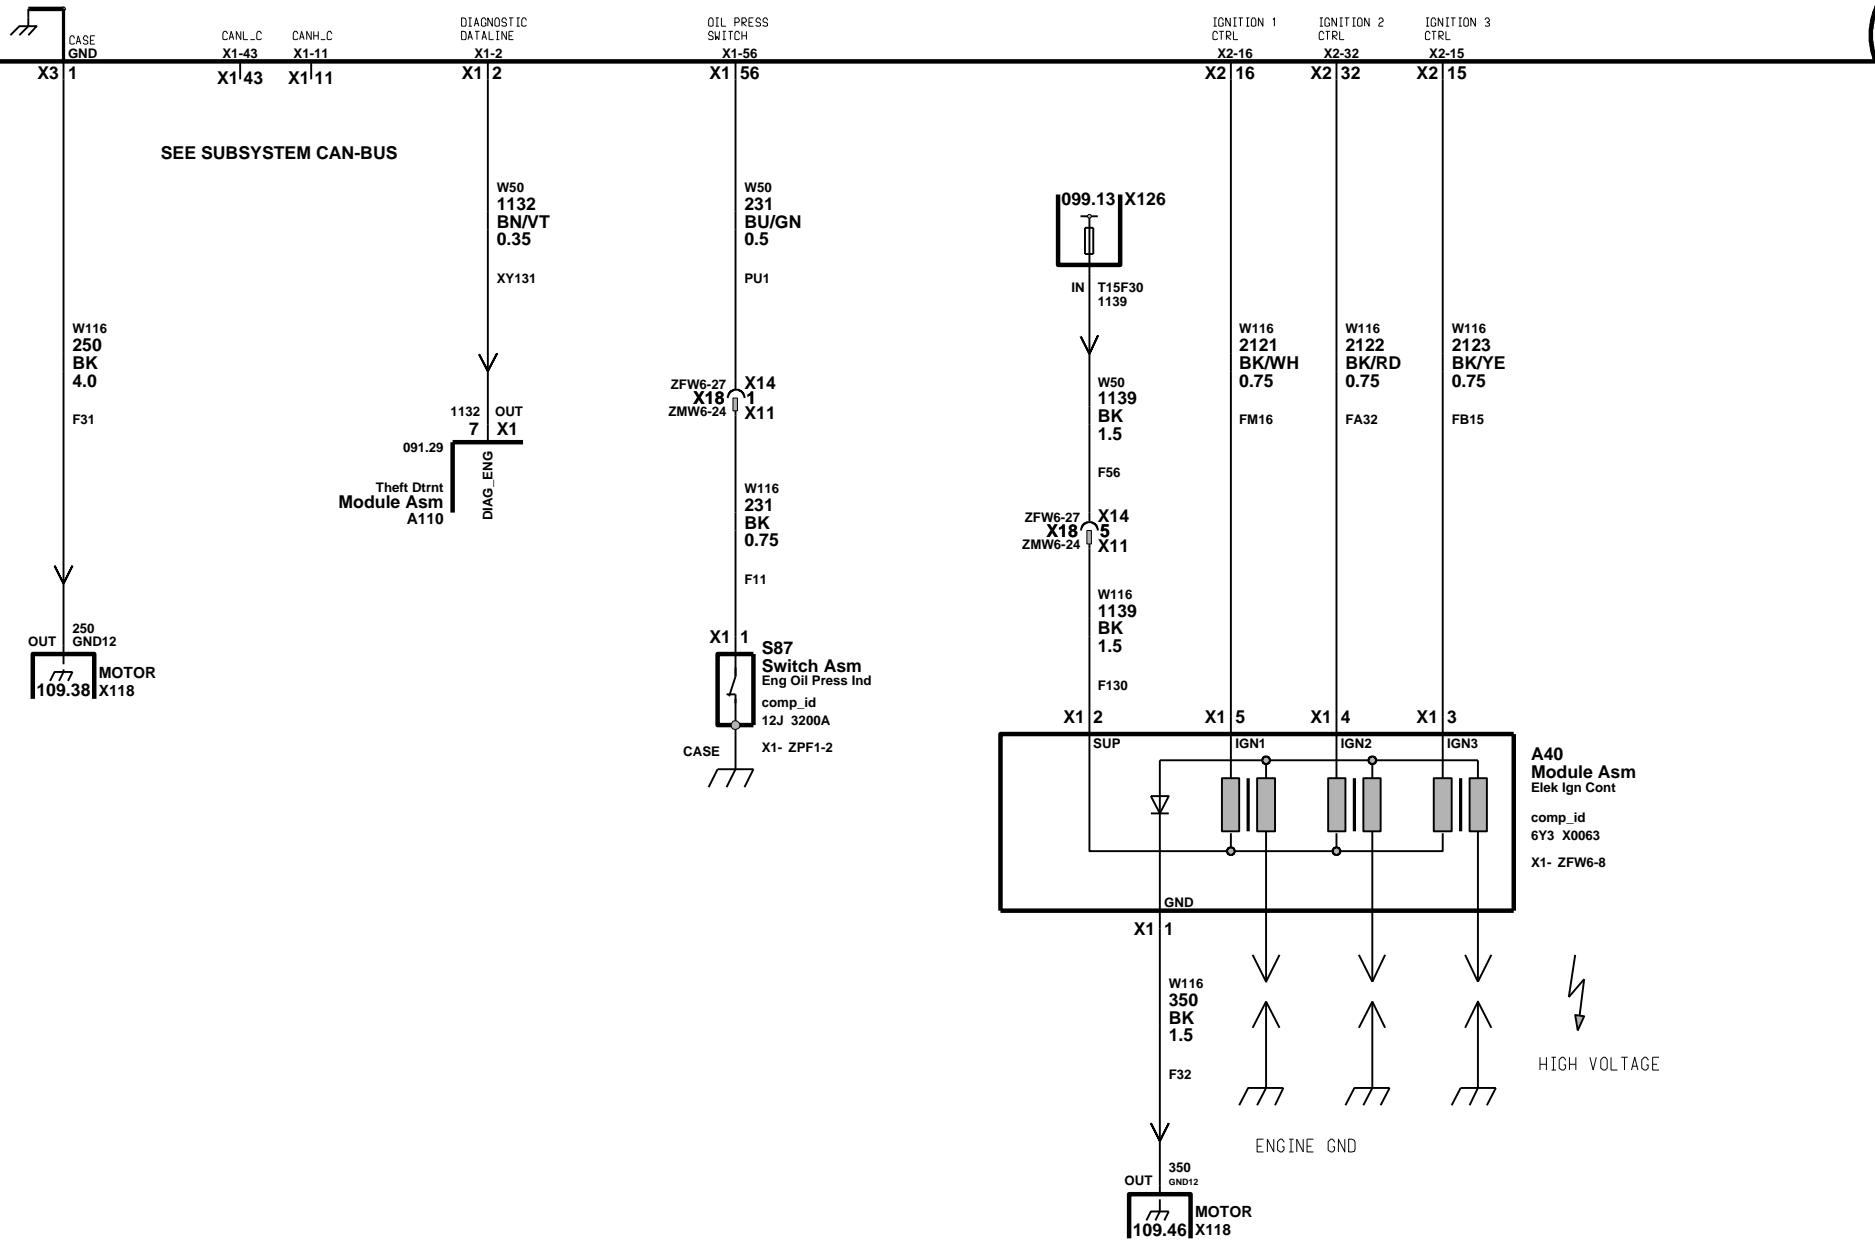 CASE
GND
X3 1
CANL_C
X1-43
X1 43
CANH_C
X1-11
X1 11
DIAGNOSTIC
DATALINE
X1-2
X1 2
OIL PRESS
SWITCH
X1-56
X1 56
IGNITION 1
CTRL
X2-16
X2 16
IGNITION 2
CTRL
X2-32
X2 32
IGNITION 3
CTRL
X2-15
X2 15
SEE SUBSYSTEM CAN-BUS
W116
250
BK
4.0
F31
250
OUT GND12
MOTOR
109.38 X118
W50
1132
BN/VT
0.35
XY131
1132 OUT
7 X1
091.29
DIAG_ENG
Theft Dtrnt
Module Asm
A110
W50
231
BU/GN
0.5
PU1
ZFW6-27 X14
X18 1
ZMW6-24 X11
W116
231
BK
0.75
F11
X1 1
S87
Switch Asm
Eng Oil Press Ind
comp_id
12J 3200A
X1- ZPF1-2
CASE
099.13 X126
IN T15F30
1139
W50
1139
BK
1.5
F56
ZFW6-27 X14
X18 5
ZMW6-24 X11
W116
1139
BK
1.5
F130
X1 2
W116
2121
BK/WH
0.75
FM16
X1 5
W116
2122
BK/RD
0.75
FA32
X1 4
W116
2123
BK/YE
0.75
FB15
X1 3
SUP
IGN1
IGN2
IGN3
A40
Module Asm
Elek Ign Cont
comp_id
6Y3 X0063
X1- ZFW6-8
GND
X1 1
W116
350
BK
1.5
F32
HIGH VOLTAGE
ENGINE GND
350
OUT GND12
MOTOR
109.46 X118